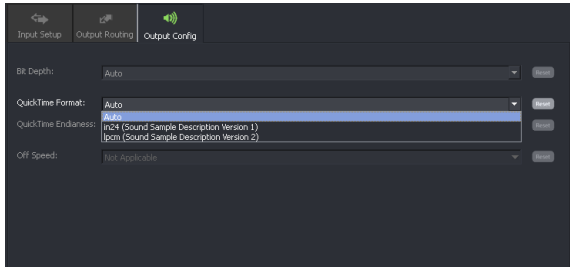 Input Setup
Output Routing
Output Config
Bit Depth:
Auto
Reset
QuickTime Format:
Auto
Reset
Auto
QuickTime Endianess:
in24 (Sound Sample Description Version 1)
Reset
lpcm (Sound Sample Description Version 2)
Off Speed:
Not Applicable
Reset